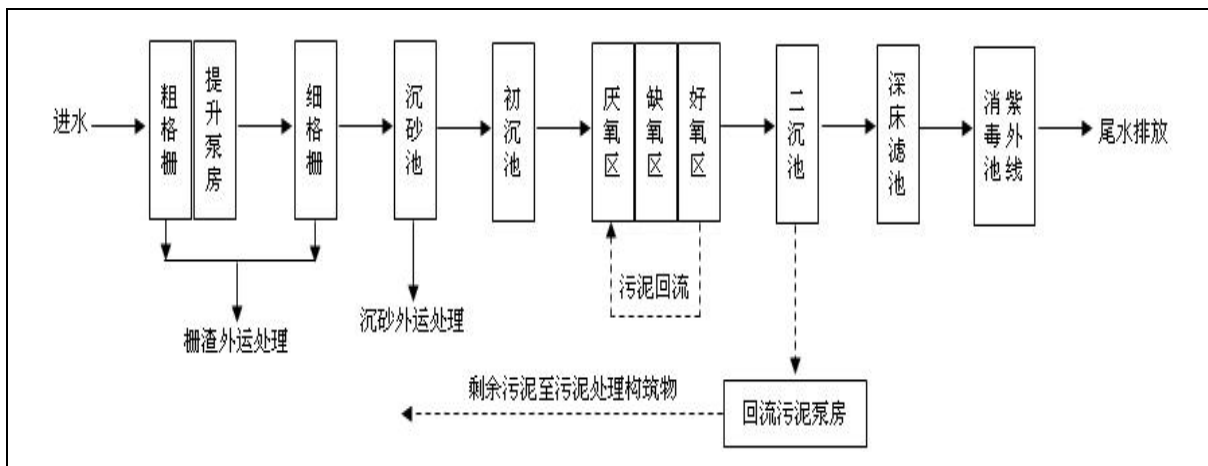 进水
粗格栅
提升泵房
细格栅
沉砂池
初沉池
厌氧区
缺氧区
好氧区
二沉池
深床滤池
紫外线
消毒池
尾水排放
污泥回流
栅渣外运处理
沉砂外运处理
剩余污泥至污泥处理构筑物
回流污泥泵房